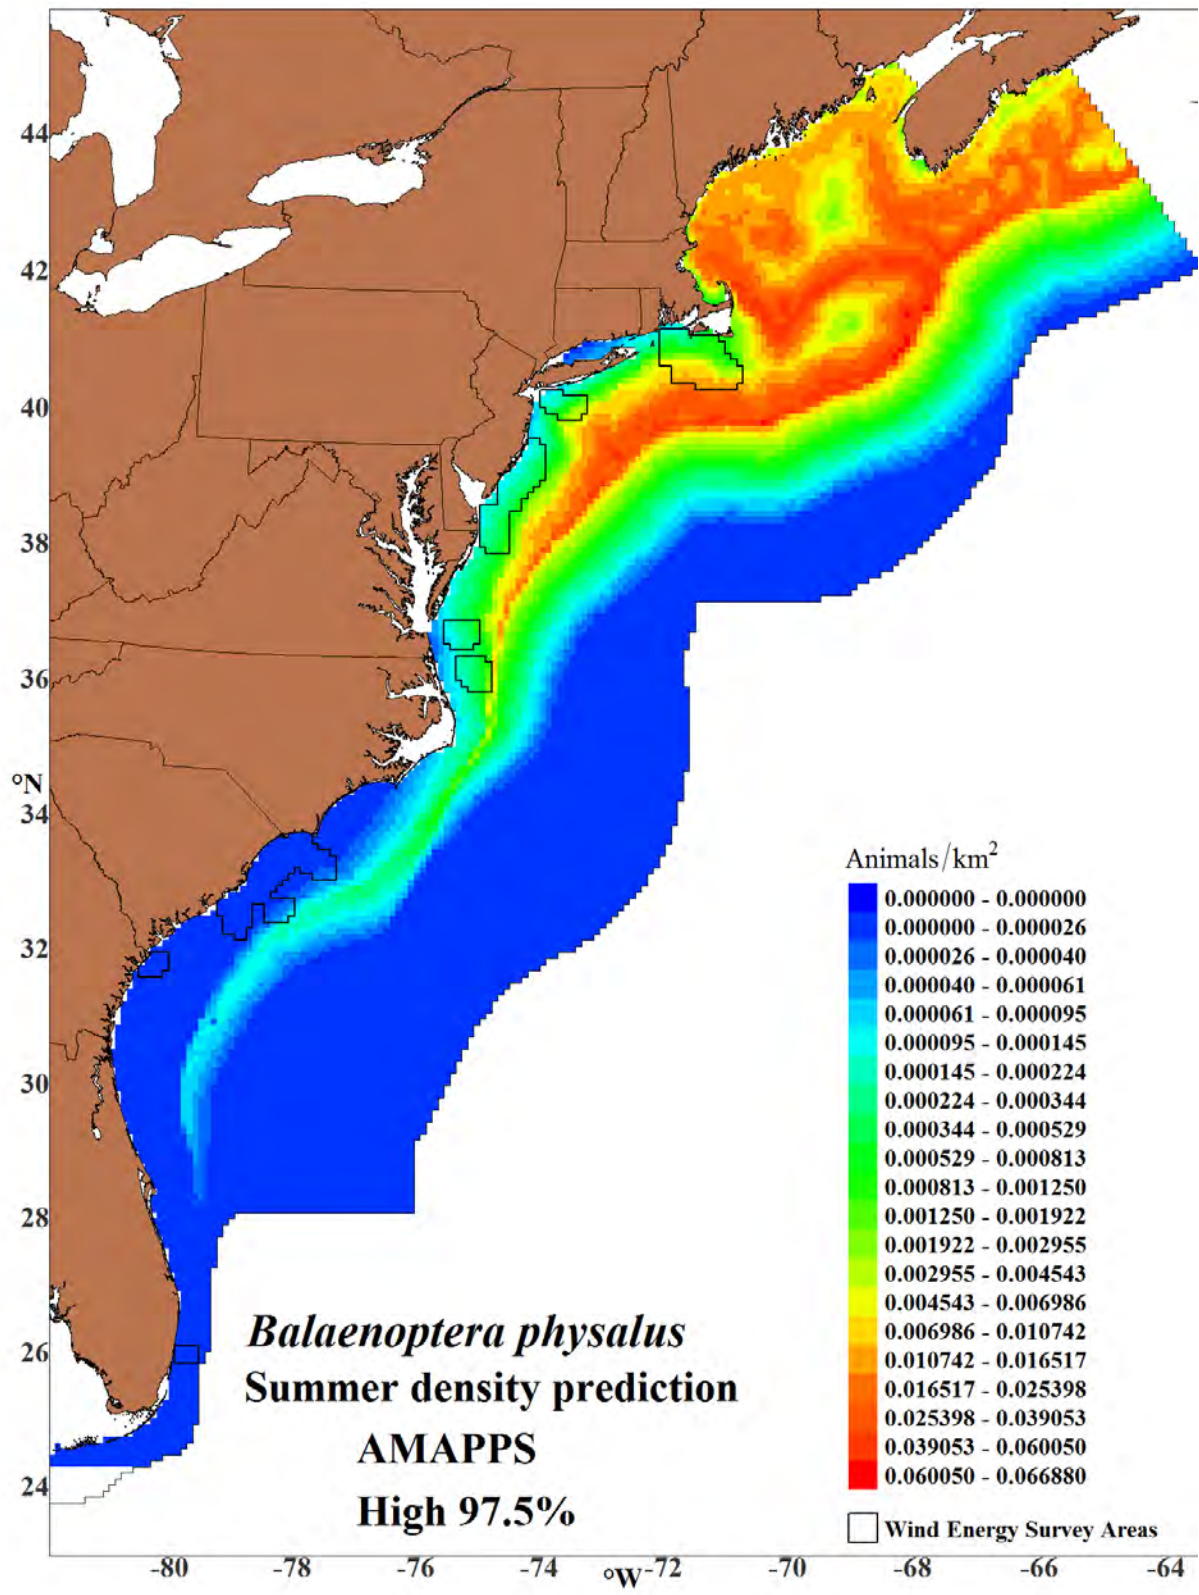 44
42
40
38
36
°N
34
32
30
28
26
24
Animals/km²
0.000000 - 0.000000
0.000000 - 0.000026
0.000026 - 0.000040
0.000040 - 0.000061
0.000061 - 0.000095
0.000095 - 0.000145
0.000145 - 0.000224
0.000224 - 0.000344
0.000344 - 0.000529
0.000529 - 0.000813
0.000813 - 0.001250
0.001250 - 0.001922
0.001922 - 0.002955
0.002955 - 0.004543
0.004543 - 0.006986
0.006986 - 0.010742
0.010742 - 0.016517
0.016517 - 0.025398
0.025398 - 0.039053
0.039053 - 0.060050
0.060050 - 0.066880
Wind Energy Survey Areas
Balaenoptera physalus
Summer density prediction
AMAPPS
High 97.5%
-80 -78 -76 -74 °W -72 -70 -68 -66 -64